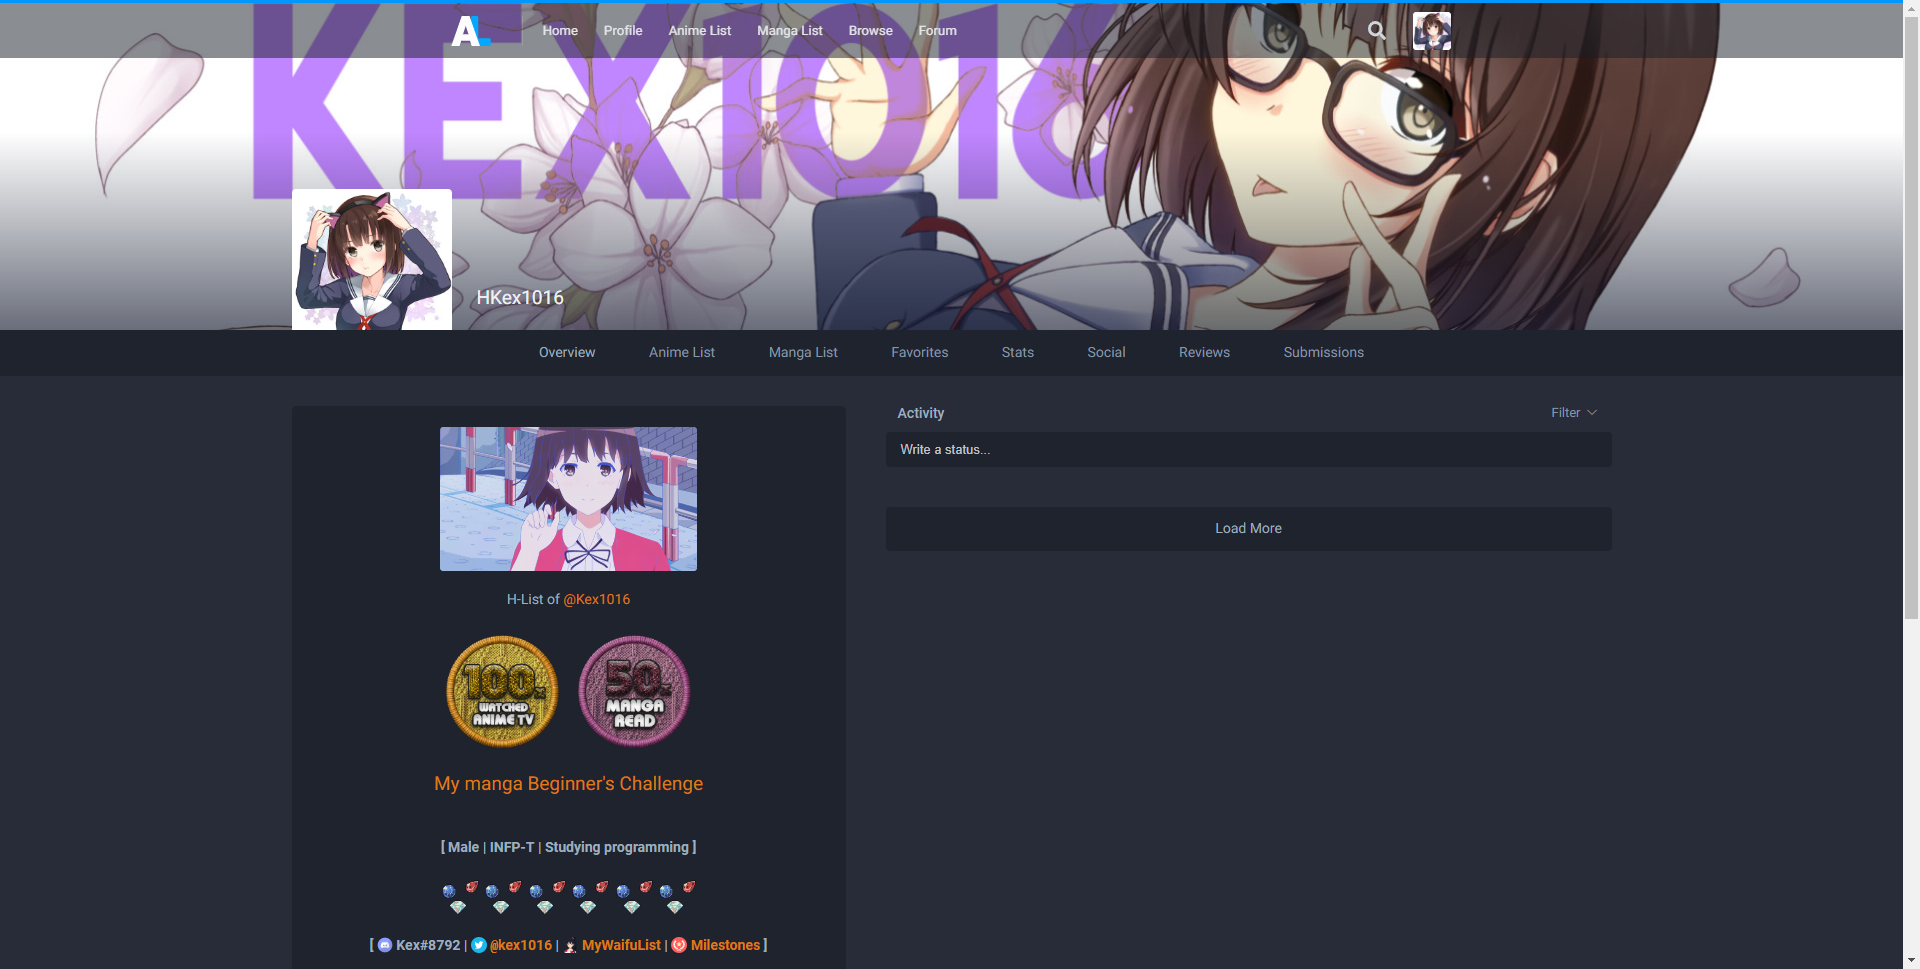 AL
Home Profile Anime List Manga List Browse Forum
KEX1016
HKex1016
Overview Anime List Manga List Favorites Stats Social Reviews Submissions
Activity
Filter
Write a status...
Load More
H-List of @Kex1016
100x WATCHED ANIME TV
50x MANGA READ
My manga Beginner's Challenge
[ Male | INFP-T | Studying programming ]
[ Kex#8792 | @kex1016 | MyWaifuList | Milestones ]